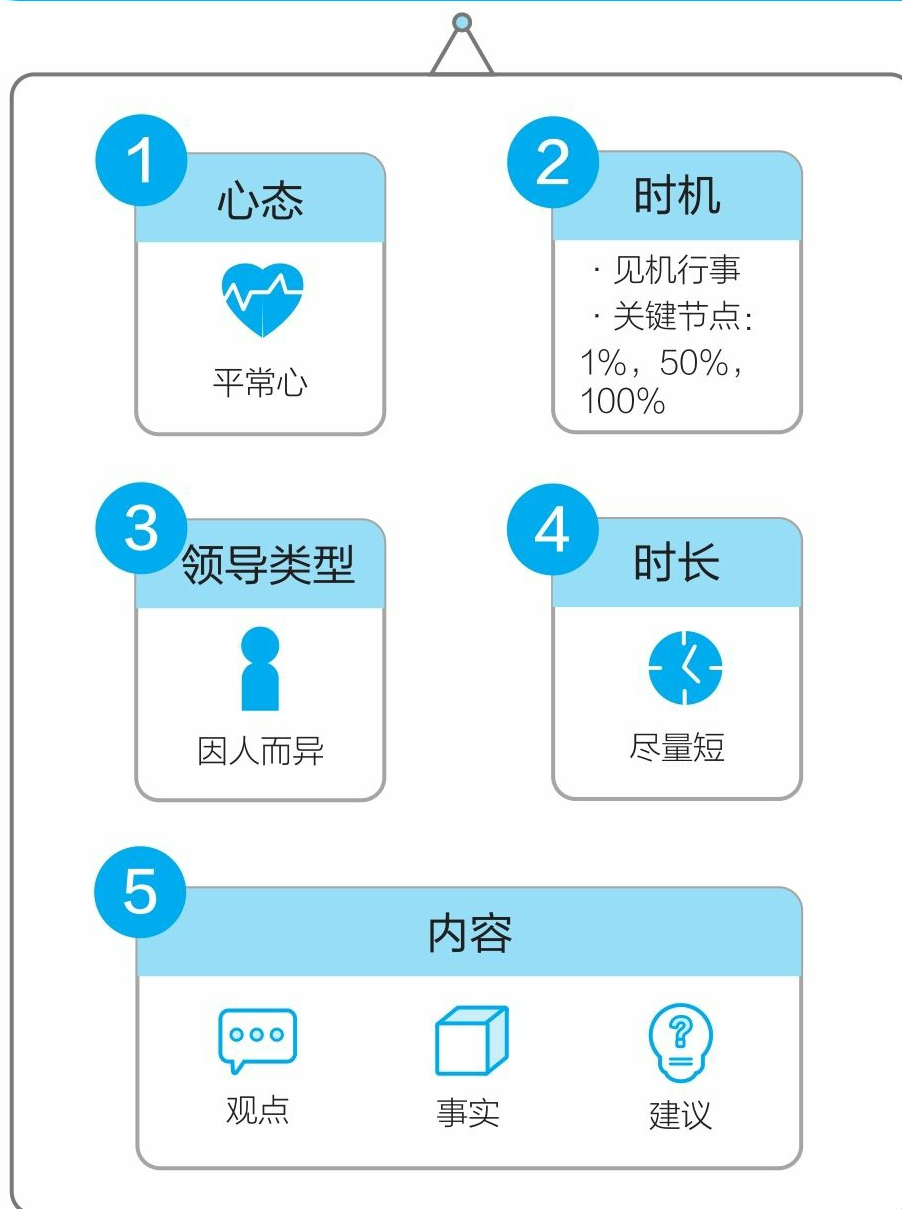 1
心态
平常心
2
时机
· 见机行事
· 关键节点：
1%，50%，
100%
3
领导类型
因人而异
4
时长
尽量短
5
内容
观点
事实
?
建议